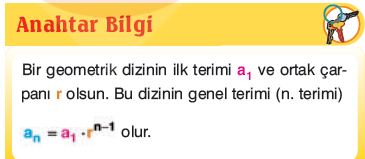 Anahtar Bilgi
Bir geometrik dizinin ilk terimi a₁ ve ortak çar-
panı r olsun. Bu dizinin genel terimi (n. terimi)
aₙ = a₁ · rⁿ⁻¹ olur.